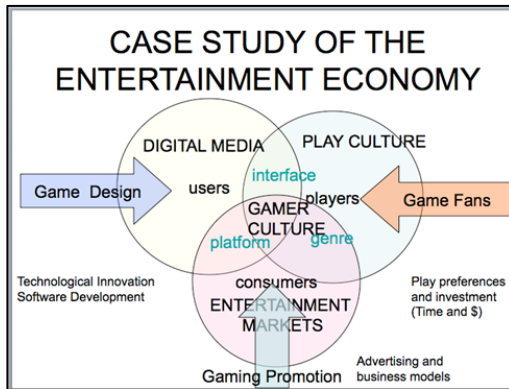 CASE STUDY OF THE
ENTERTAINMENT ECONOMY
DIGITAL MEDIA
PLAY CULTURE
interface
users
players
Game Design
Game Fans
GAMER
CULTURE
platform
genre
Technological Innovation
Software Development
consumers
ENTERTAINMENT
MARKETS
Play preferences
and investment
(Time and $)
Gaming Promotion
Advertising and
business models